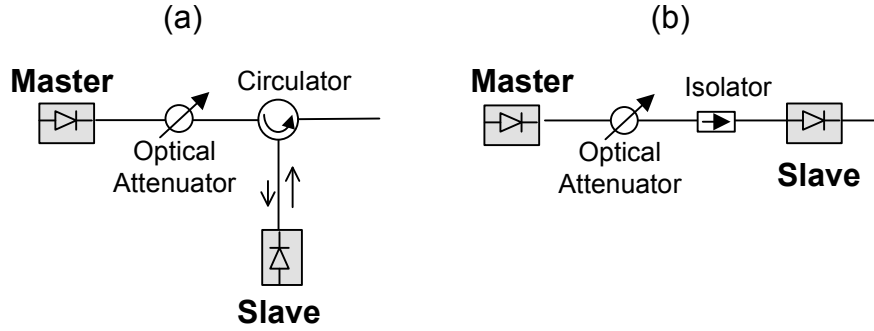 (a)
Master
Circulator
Optical
Attenuator
Slave
(b)
Master
Isolator
Optical
Attenuator
Slave